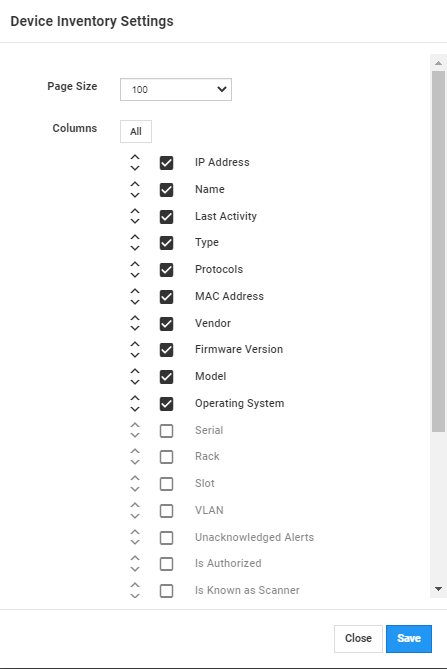 Device Inventory Settings
Page Size
100
Columns
All
IP Address
Name
Last Activity
Type
Protocols
MAC Address
Vendor
Firmware Version
Model
Operating System
Serial
Rack
Slot
VLAN
Unacknowledged Alerts
Is Authorized
Is Known as Scanner
Close
Save